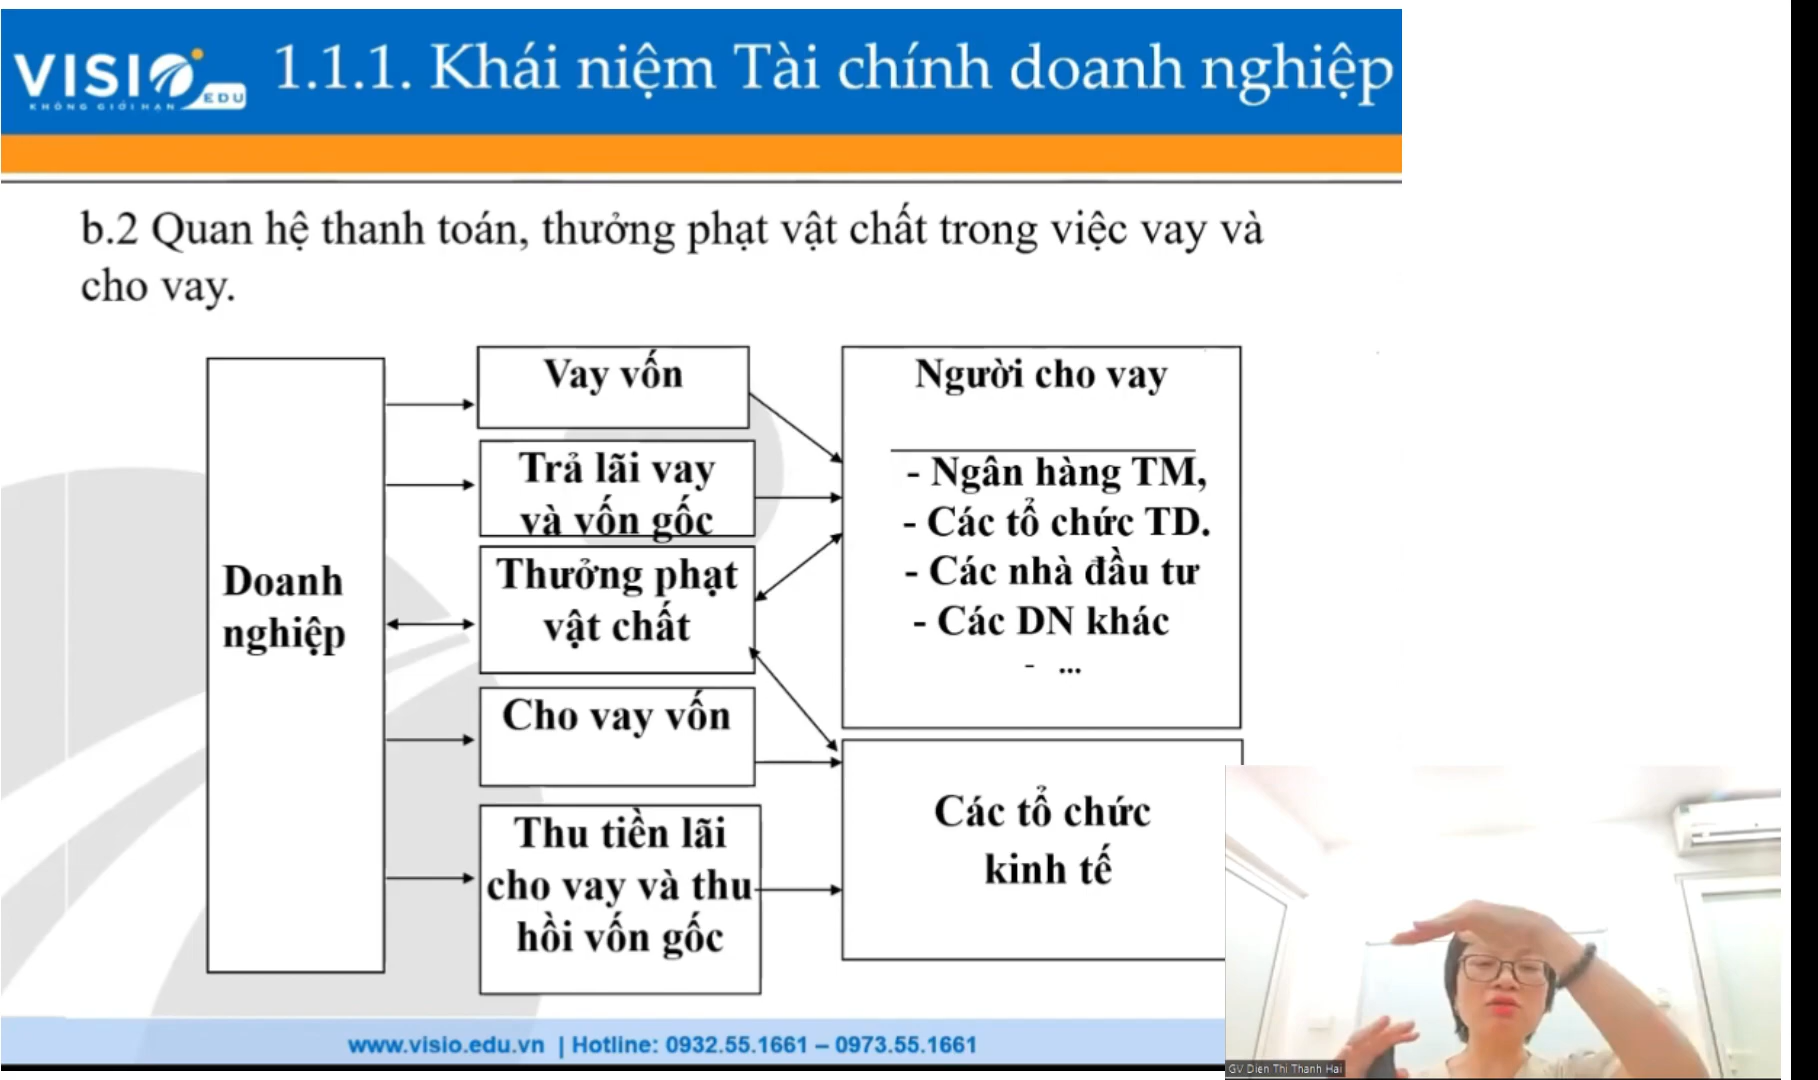 VISIO EDU
KHÔNG GIỚI HẠN
1.1.1. Khái niệm Tài chính doanh nghiệp
b.2 Quan hệ thanh toán, thưởng phạt vật chất trong việc vay và
cho vay.
Doanh
nghiệp
Vay vốn
Trả lãi vay
và vốn gốc
Thưởng phạt
vật chất
Cho vay vốn
Thu tiền lãi
cho vay và thu
hồi vốn gốc
Người cho vay
- Ngân hàng TM,
- Các tổ chức TD.
- Các nhà đầu tư
- Các DN khác
- ...
Các tổ chức
kinh tế
www.visio.edu.vn | Hotline: 0932.55.1661 – 0973.55.1661
GV Dien Thi Thanh Hai